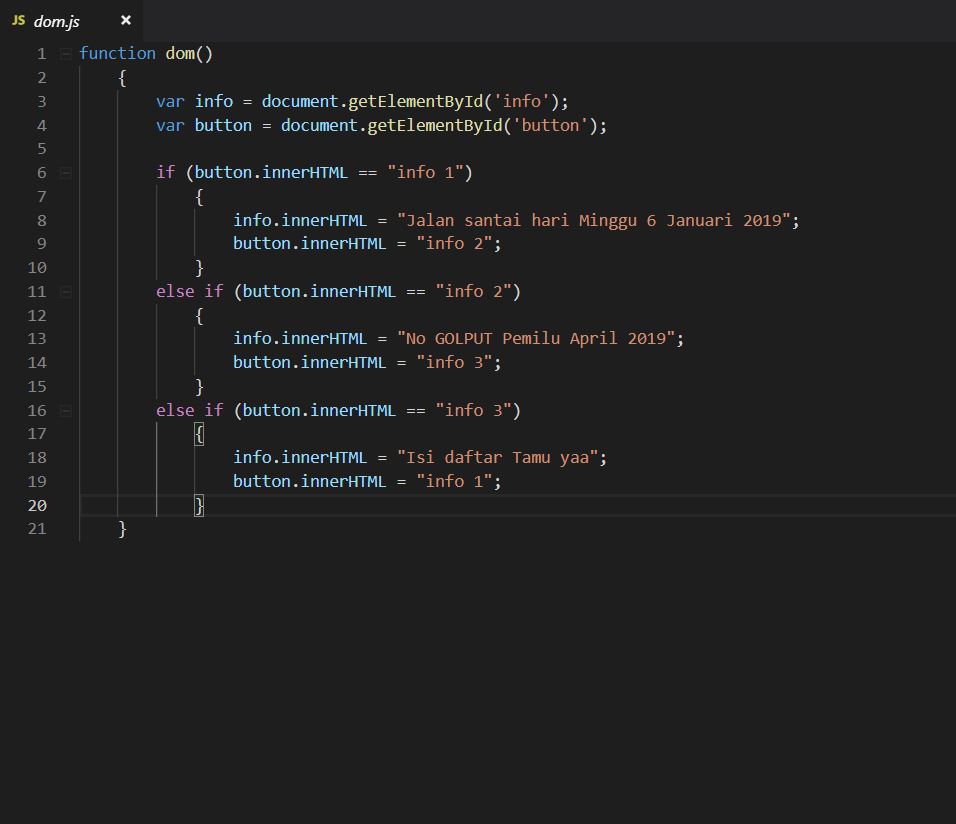 JS dom.js ×
1 function dom()
2 {
3 var info = document.getElementById('info');
4 var button = document.getElementById('button');
5
6 if (button.innerHTML == "info 1")
7 {
8 info.innerHTML = "Jalan santai hari Minggu 6 Januari 2019";
9 button.innerHTML = "info 2";
10 }
11 else if (button.innerHTML == "info 2")
12 {
13 info.innerHTML = "No GOLPUT Pemilu April 2019";
14 button.innerHTML = "info 3";
15 }
16 else if (button.innerHTML == "info 3")
17 {
18 info.innerHTML = "Isi daftar Tamu yaa";
19 button.innerHTML = "info 1";
20 }
21 }